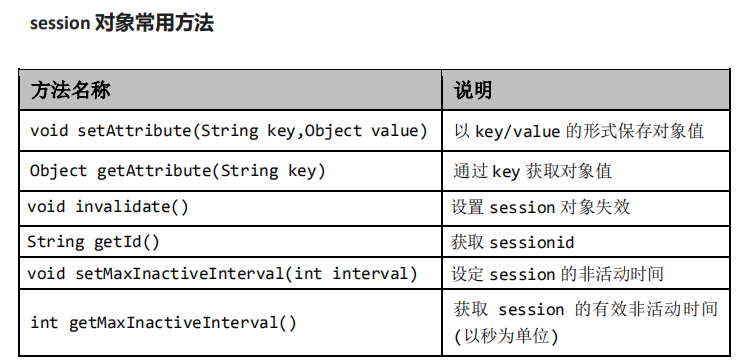 session 对象常用方法
方法名称 说明
void setAttribute(String key,Object value) 以 key/value 的形式保存对象值
Object getAttribute(String key) 通过 key 获取对象值
void invalidate() 设置 session 对象失效
String getId() 获取 sessionid
void setMaxInactiveInterval(int interval) 设定 session 的非活动时间
int getMaxInactiveInterval() 获取 session 的有效非活动时间
(以秒为单位)